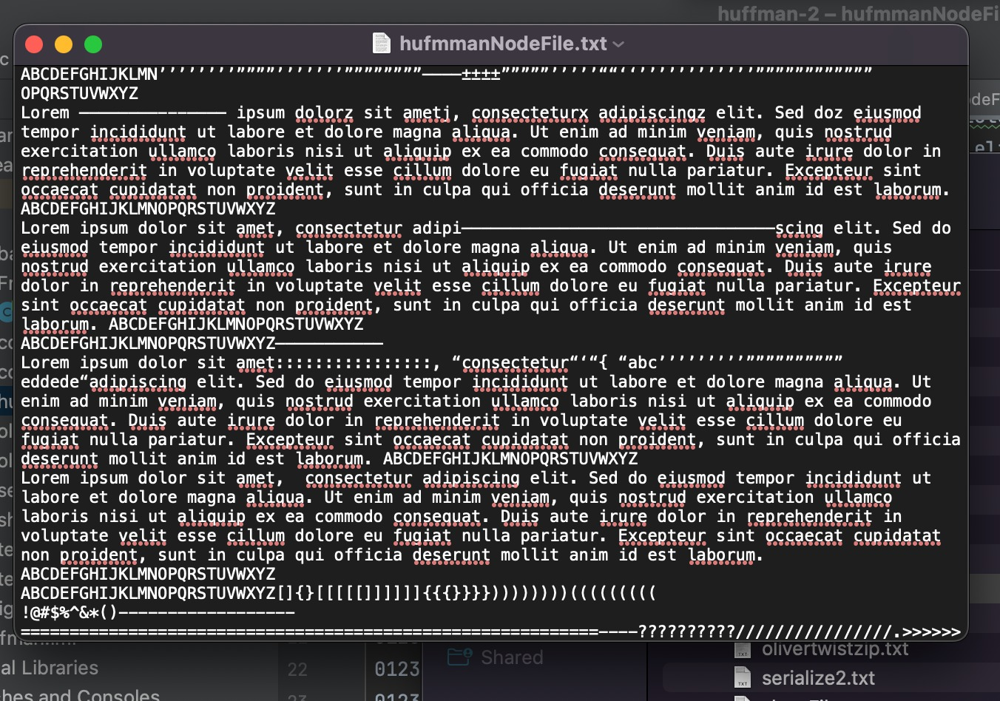 huffman-2 – hufmmanNodeFi
hufmmanNodeFile.txt
ABCDEFGHIJKLMN’’’’’’’’””””’’’’’’’””””””””————±±±±”””””’’’’’““‘’’’’’’’’’’’’’””””””””””””
OPQRSTUVWXYZ
Lorem ——————————————— ipsum dolorz sit ametj, consecteturx adipiscingz elit. Sed doz eiusmod
tempor incididunt ut labore et dolore magna aliqua. Ut enim ad minim veniam, quis nostrud
exercitation ullamco laboris nisi ut aliquip ex ea commodo consequat. Duis aute irure dolor in
reprehenderit in voluptate velit esse cillum dolore eu fugiat nulla pariatur. Excepteur sint
occaecat cupidatat non proident, sunt in culpa qui officia deserunt mollit anim id est laborum.
ABCDEFGHIJKLMNOPQRSTUVWXYZ
Lorem ipsum dolor sit amet, consectetur adipi————————————————————————————————scing elit. Sed do
eiusmod tempor incididunt ut labore et dolore magna aliqua. Ut enim ad minim veniam, quis
nostrud exercitation ullamco laboris nisi ut aliquip ex ea commodo consequat. Duis aute irure
dolor in reprehenderit in voluptate velit esse cillum dolore eu fugiat nulla pariatur. Excepteur
sint occaecat cupidatat non proident, sunt in culpa qui officia deserunt mollit anim id est
laborum. ABCDEFGHIJKLMNOPQRSTUVWXYZ
ABCDEFGHIJKLMNOPQRSTUVWXYZ———————————
Lorem ipsum dolor sit amet::::::::::::::::, “consectetur“‘“{ “abc’’’’’’’’’””””””””””
eddede“adipiscing elit. Sed do eiusmod tempor incididunt ut labore et dolore magna aliqua. Ut
enim ad minim veniam, quis nostrud exercitation ullamco laboris nisi ut aliquip ex ea commodo
consequat. Duis aute irure dolor in reprehenderit in voluptate velit esse cillum dolore eu
fugiat nulla pariatur. Excepteur sint occaecat cupidatat non proident, sunt in culpa qui officia
deserunt mollit anim id est laborum. ABCDEFGHIJKLMNOPQRSTUVWXYZ
Lorem ipsum dolor sit amet,  consectetur adipiscing elit. Sed do eiusmod tempor incididunt ut
labore et dolore magna aliqua. Ut enim ad minim veniam, quis nostrud exercitation ullamco
laboris nisi ut aliquip ex ea commodo consequat. Duis aute irure dolor in reprehenderit in
voluptate velit esse cillum dolore eu fugiat nulla pariatur. Excepteur sint occaecat cupidatat
non proident, sunt in culpa qui officia deserunt mollit anim id est laborum.
ABCDEFGHIJKLMNOPQRSTUVWXYZ
ABCDEFGHIJKLMNOPQRSTUVWXYZ[]{}[[[[[]]]]]]{{{}}}}))))))))(((((((((
!@#$%^&*()------------------
===========================================================----??????????////////////////.>>>>>>
olivertwistzip.txt
Shared
al Libraries
22
0123
serialize2.txt
hes and Consoles
23
0123